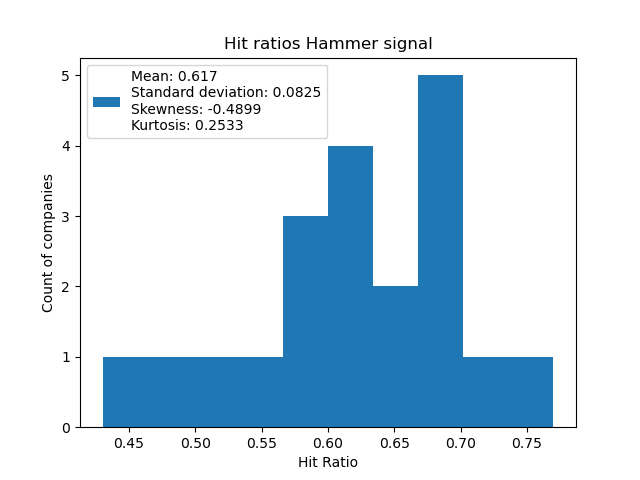 Hit ratios Hammer signal
Mean: 0.617
Standard deviation: 0.0825
Skewness: -0.4899
Kurtosis: 0.2533
Count of companies
5
4
3
2
1
0
0.45 0.50 0.55 0.60 0.65 0.70 0.75
Hit Ratio